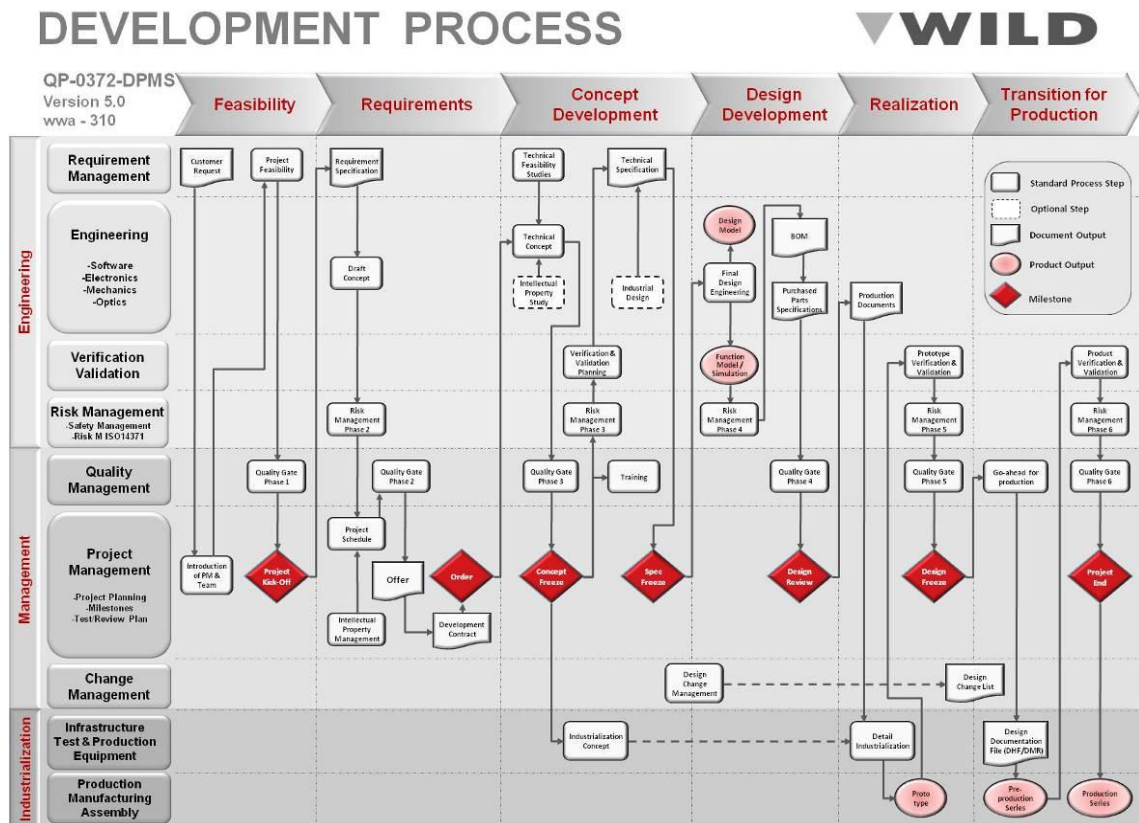 DEVELOPMENT PROCESS
WILD
QP-0372-DPMS
Version 5.0
wwa - 310
Feasibility
Requirements
Concept
Development
Design
Development
Realization
Transition for
Production
Engineering
Management
Industrialization
Requirement
Management
Engineering
-Software
-Electronics
-Mechanics
-Optics
Verification
Validation
Risk Management
-Safety Management
-Risk M ISO14371
Quality
Management
Project
Management
-Project Planning
-Milestones
-Test/Review Plan
Change
Management
Infrastructure
Test & Production
Equipment
Production
Manufacturing
Assembly
Customer
Request
Project
Feasibility
Quality Gate
Phase 1
Introduction
of PM &
Team
Project
Kick-Off
Requirement
Specification
Draft
Concept
Risk
Management
Phase 2
Quality Gate
Phase 2
Project
Schedule
Offer
Order
Intellectual
Property
Management
Development
Contract
Technical
Feasibility
Studies
Technical
Specification
Technical
Concept
Intellectual
Property
Study
Industrial
Design
Verification &
Validation
Planning
Risk
Management
Phase 3
Quality Gate
Phase 3
Training
Concept
Freeze
Spec
Freeze
Industrialization
Concept
Design
Model
Final
Design
Engineering
Function
Model /
Simulation
Risk
Management
Phase 4
BOM
Purchased
Parts
Specifications
Quality Gate
Phase 4
Design
Review
Design
Change
Management
Production
Documents
Prototype
Verification &
Validation
Risk
Management
Phase 5
Quality Gate
Phase 5
Design
Freeze
Design
Change List
Detail
Industrialization
Proto
type
Go-ahead for
production
Design
Documentation
File (DHF/DMR)
Pre-
production
Series
Product
Verification &
Validation
Risk
Management
Phase 6
Quality Gate
Phase 6
Project
End
Production
Series
Standard Process Step
Optional Step
Document Output
Product Output
Milestone